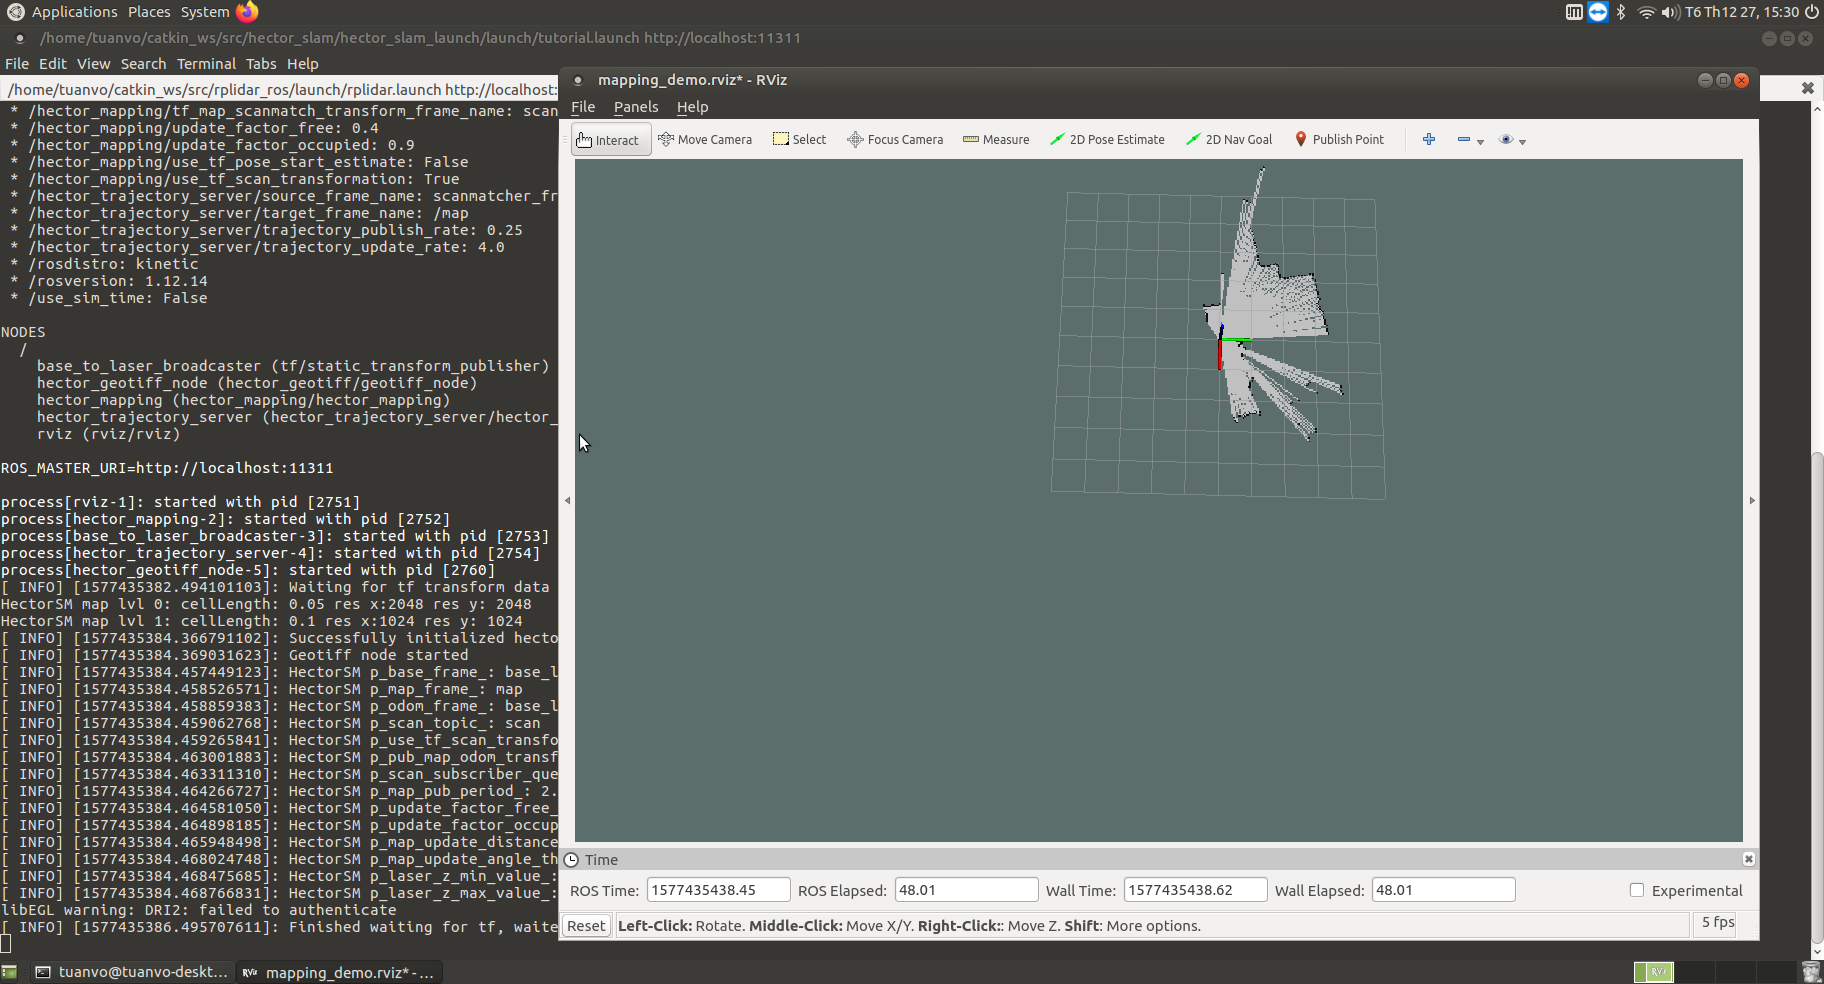 Applications Places System
T6 Th12 27, 15:30
/home/tuanvo/catkin_ws/src/hector_slam/hector_slam_launch/launch/tutorial.launch http://localhost:11311
File Edit View Search Terminal Tabs Help
/home/tuanvo/catkin_ws/src/rplidar_ros/launch/rplidar.launch http://localhost:
* /hector_mapping/tf_map_scanmatch_transform_frame_name: scan
* /hector_mapping/update_factor_free: 0.4
* /hector_mapping/update_factor_occupied: 0.9
* /hector_mapping/use_tf_pose_start_estimate: False
* /hector_mapping/use_tf_scan_transformation: True
* /hector_trajectory_server/source_frame_name: scanmatcher_fr
* /hector_trajectory_server/target_frame_name: /map
* /hector_trajectory_server/trajectory_publish_rate: 0.25
* /hector_trajectory_server/trajectory_update_rate: 4.0
* /rosdistro: kinetic
* /rosversion: 1.12.14
* /use_sim_time: False
NODES
/
base_to_laser_broadcaster (tf/static_transform_publisher)
hector_geotiff_node (hector_geotiff/geotiff_node)
hector_mapping (hector_mapping/hector_mapping)
hector_trajectory_server (hector_trajectory_server/hector_
rviz (rviz/rviz)
ROS_MASTER_URI=http://localhost:11311
process[rviz-1]: started with pid [2751]
process[hector_mapping-2]: started with pid [2752]
process[base_to_laser_broadcaster-3]: started with pid [2753]
process[hector_trajectory_server-4]: started with pid [2754]
process[hector_geotiff_node-5]: started with pid [2760]
[ INFO] [1577435382.494101103]: Waiting for tf transform data
HectorSM map lvl 0: cellLength: 0.05 res x:2048 res y: 2048
HectorSM map lvl 1: cellLength: 0.1 res x:1024 res y: 1024
[ INFO] [1577435384.366791102]: Successfully initialized hecto
[ INFO] [1577435384.369031623]: Geotiff node started
[ INFO] [1577435384.457449123]: HectorSM p_base_frame_: base_l
[ INFO] [1577435384.458526571]: HectorSM p_map_frame_: map
[ INFO] [1577435384.458859383]: HectorSM p_odom_frame_: base_l
[ INFO] [1577435384.459062768]: HectorSM p_scan_topic_: scan
[ INFO] [1577435384.459265841]: HectorSM p_use_tf_scan_transfo
[ INFO] [1577435384.463001883]: HectorSM p_pub_map_odom_transf
[ INFO] [1577435384.463311310]: HectorSM p_scan_subscriber_que
[ INFO] [1577435384.464266727]: HectorSM p_map_pub_period_: 2.
[ INFO] [1577435384.464581050]: HectorSM p_update_factor_free_
[ INFO] [1577435384.464898185]: HectorSM p_update_factor_occup
[ INFO] [1577435384.465948498]: HectorSM p_map_update_distance
[ INFO] [1577435384.468024748]: HectorSM p_map_update_angle_th
[ INFO] [1577435384.468475685]: HectorSM p_laser_z_min_value_:
[ INFO] [1577435384.468766831]: HectorSM p_laser_z_max_value_:
libEGL warning: DRI2: failed to authenticate
[ INFO] [1577435386.495707611]: Finished waiting for tf, waite
mapping_demo.rviz* - RViz
File Panels Help
Interact Move Camera Select Focus Camera Measure 2D Pose Estimate 2D Nav Goal Publish Point
Time
ROS Time: 1577435438.45 ROS Elapsed: 48.01 Wall Time: 1577435438.62 Wall Elapsed: 48.01 Experimental
Reset Left-Click: Rotate. Middle-Click: Move X/Y. Right-Click:: Move Z. Shift: More options. 5 fps
tuanvo@tuanvo-deskt... RViz mapping_demo.rviz* - ... RViz